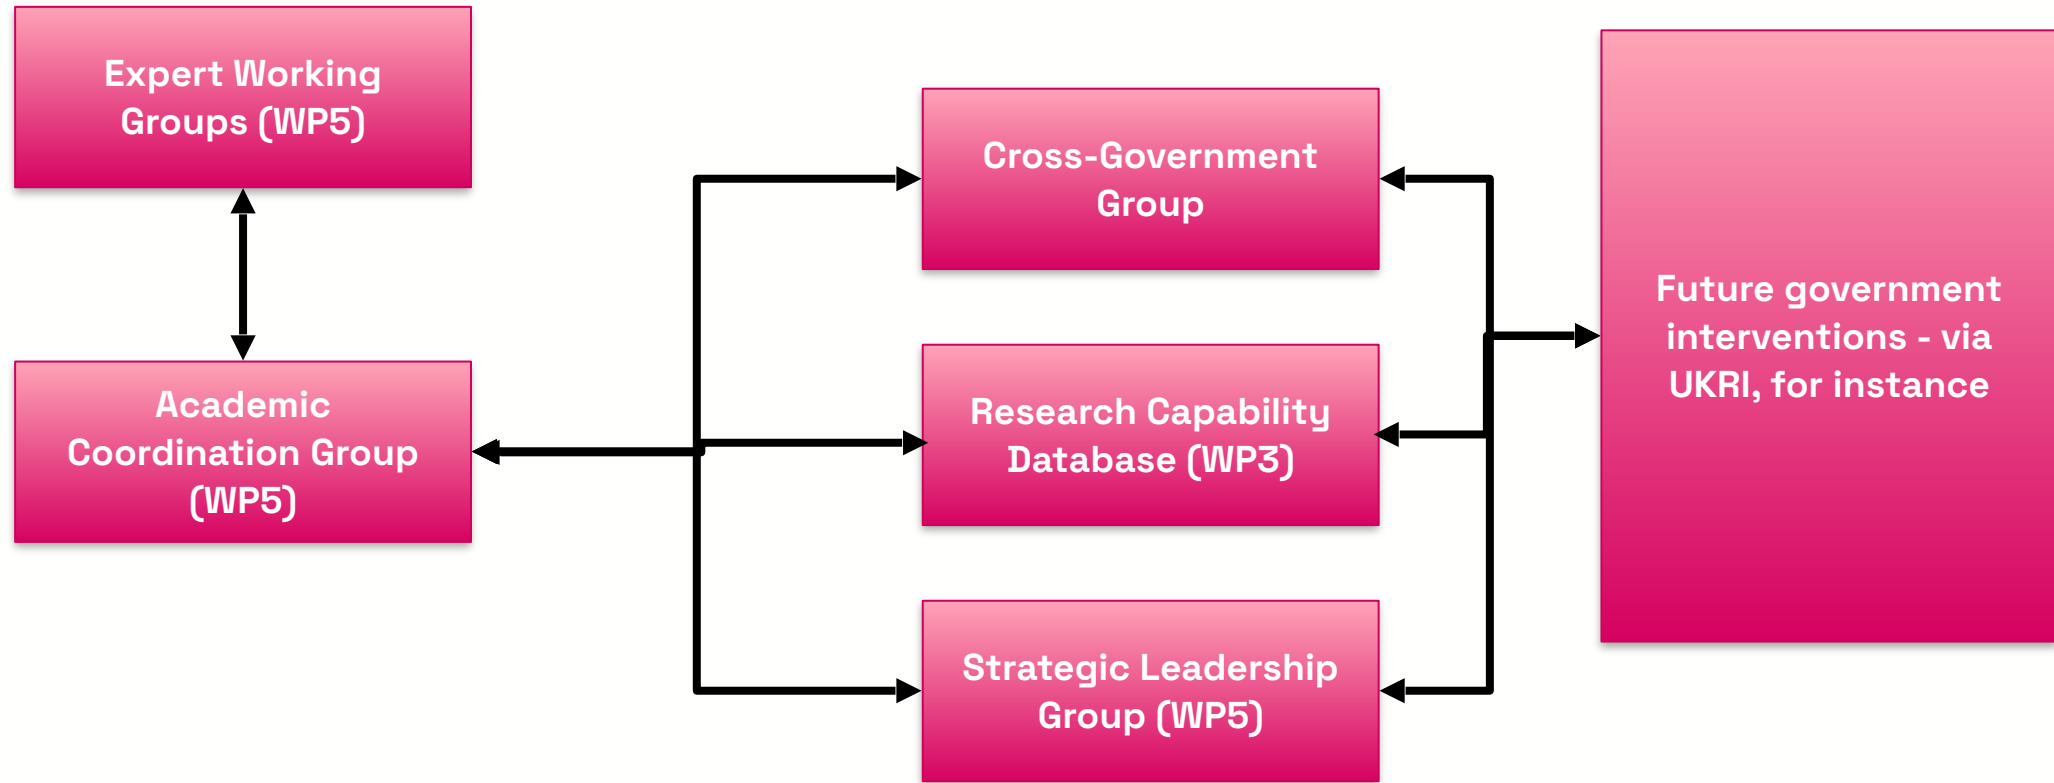 Expert Working
Groups (WP5)
Academic
Coordination Group
(WP5)
Cross-Government
Group
Research Capability
Database (WP3)
Strategic Leadership
Group (WP5)
Future government
interventions - via
UKRI, for instance